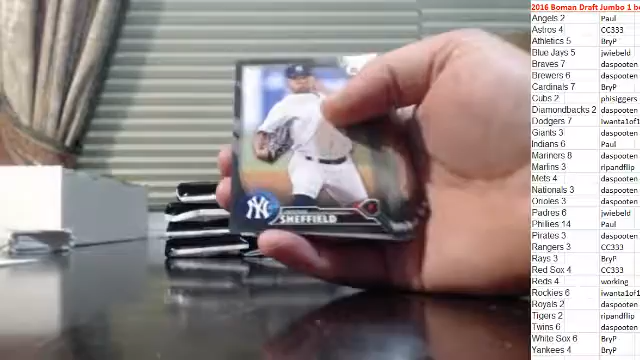 2016 Boman Draft Jumbo 1 b
Angels 2 Paul
Astros 4 CC333
Athletics 5 BryP
Blue Jays 5 jwiebeld
Braves 7 daspooten
Brewers 6 daspooten
Cardinals 7 BryP
Cubs 2 phisiggers
Diamondbacks 2 daspooten
Dodgers 7 Iwanta1of1
Giants 3 daspooten
Indians 6 Paul
Mariners 8 daspooten
Marlins 3 ripandflip
Mets 4 daspooten
Nationals 3 daspooten
Orioles 3 daspooten
Padres 6 jwiebeld
Phillies 14 Paul
Pirates 3 daspooten
Rangers 3 CC333
Rays 3 BryP
Red Sox 4 CC333
Reds 4 working
Rockies 6 iwanta1of1
Royals 2 daspooten
Tigers 2 ripandflip
Twins 6 daspooten
White Sox 6 BryP
Yankees 4 BryP
NY
SHEFFIELD